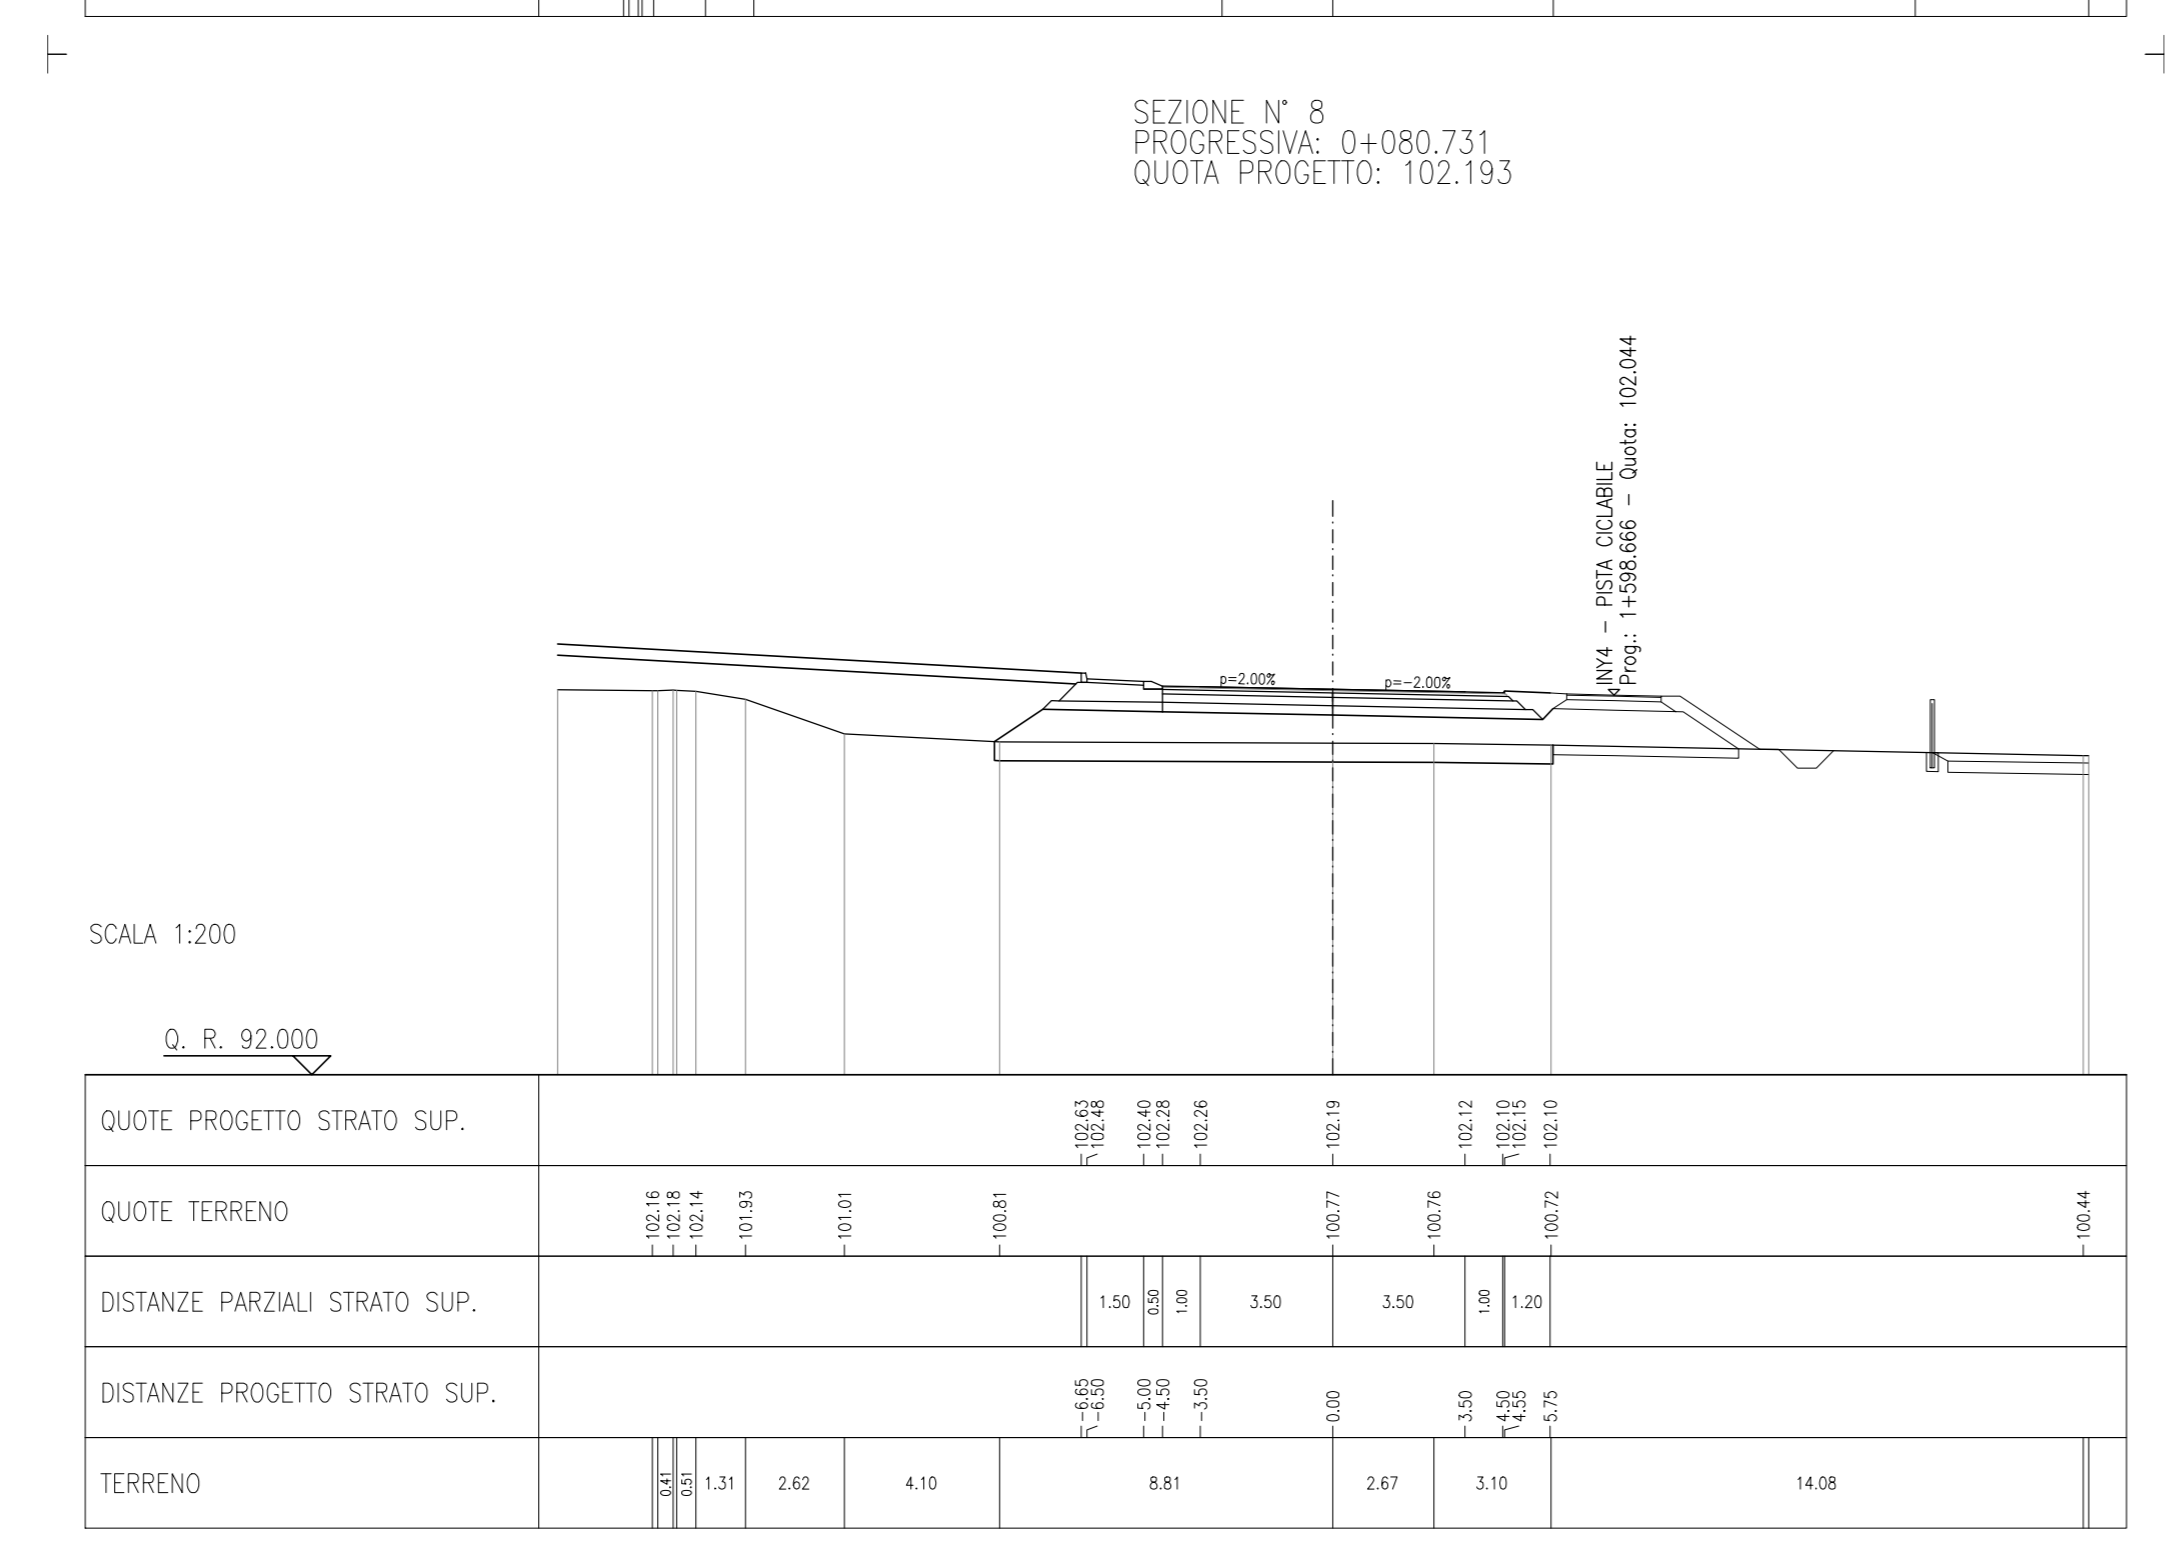 SEZIONE N° 8
PROGRESSIVA: 0+080.731
QUOTA PROGETTO: 102.193
INY4 - PISTA CICLABILE
Prog.: 1+598.666 - Quota: 102.044
p=2.00%
p=-2.00%
SCALA 1:200
Q. R. 92.000
QUOTE PROGETTO STRATO SUP. 102.63 102.48 102.40 102.28 102.26 102.19 102.12 102.10 102.15 102.10
QUOTE TERRENO 102.16 102.18 102.14 101.93 101.01 100.81 100.77 100.76 100.72 100.44
DISTANZE PARZIALI STRATO SUP. 1.50 0.50 1.00 3.50 3.50 1.00 1.20
DISTANZE PROGETTO STRATO SUP. -6.65 -6.50 -5.00 -4.50 -3.50 0.00 3.50 4.50 4.55 5.75
TERRENO 0.41 0.51 1.31 2.62 4.10 8.81 2.67 3.10 14.08